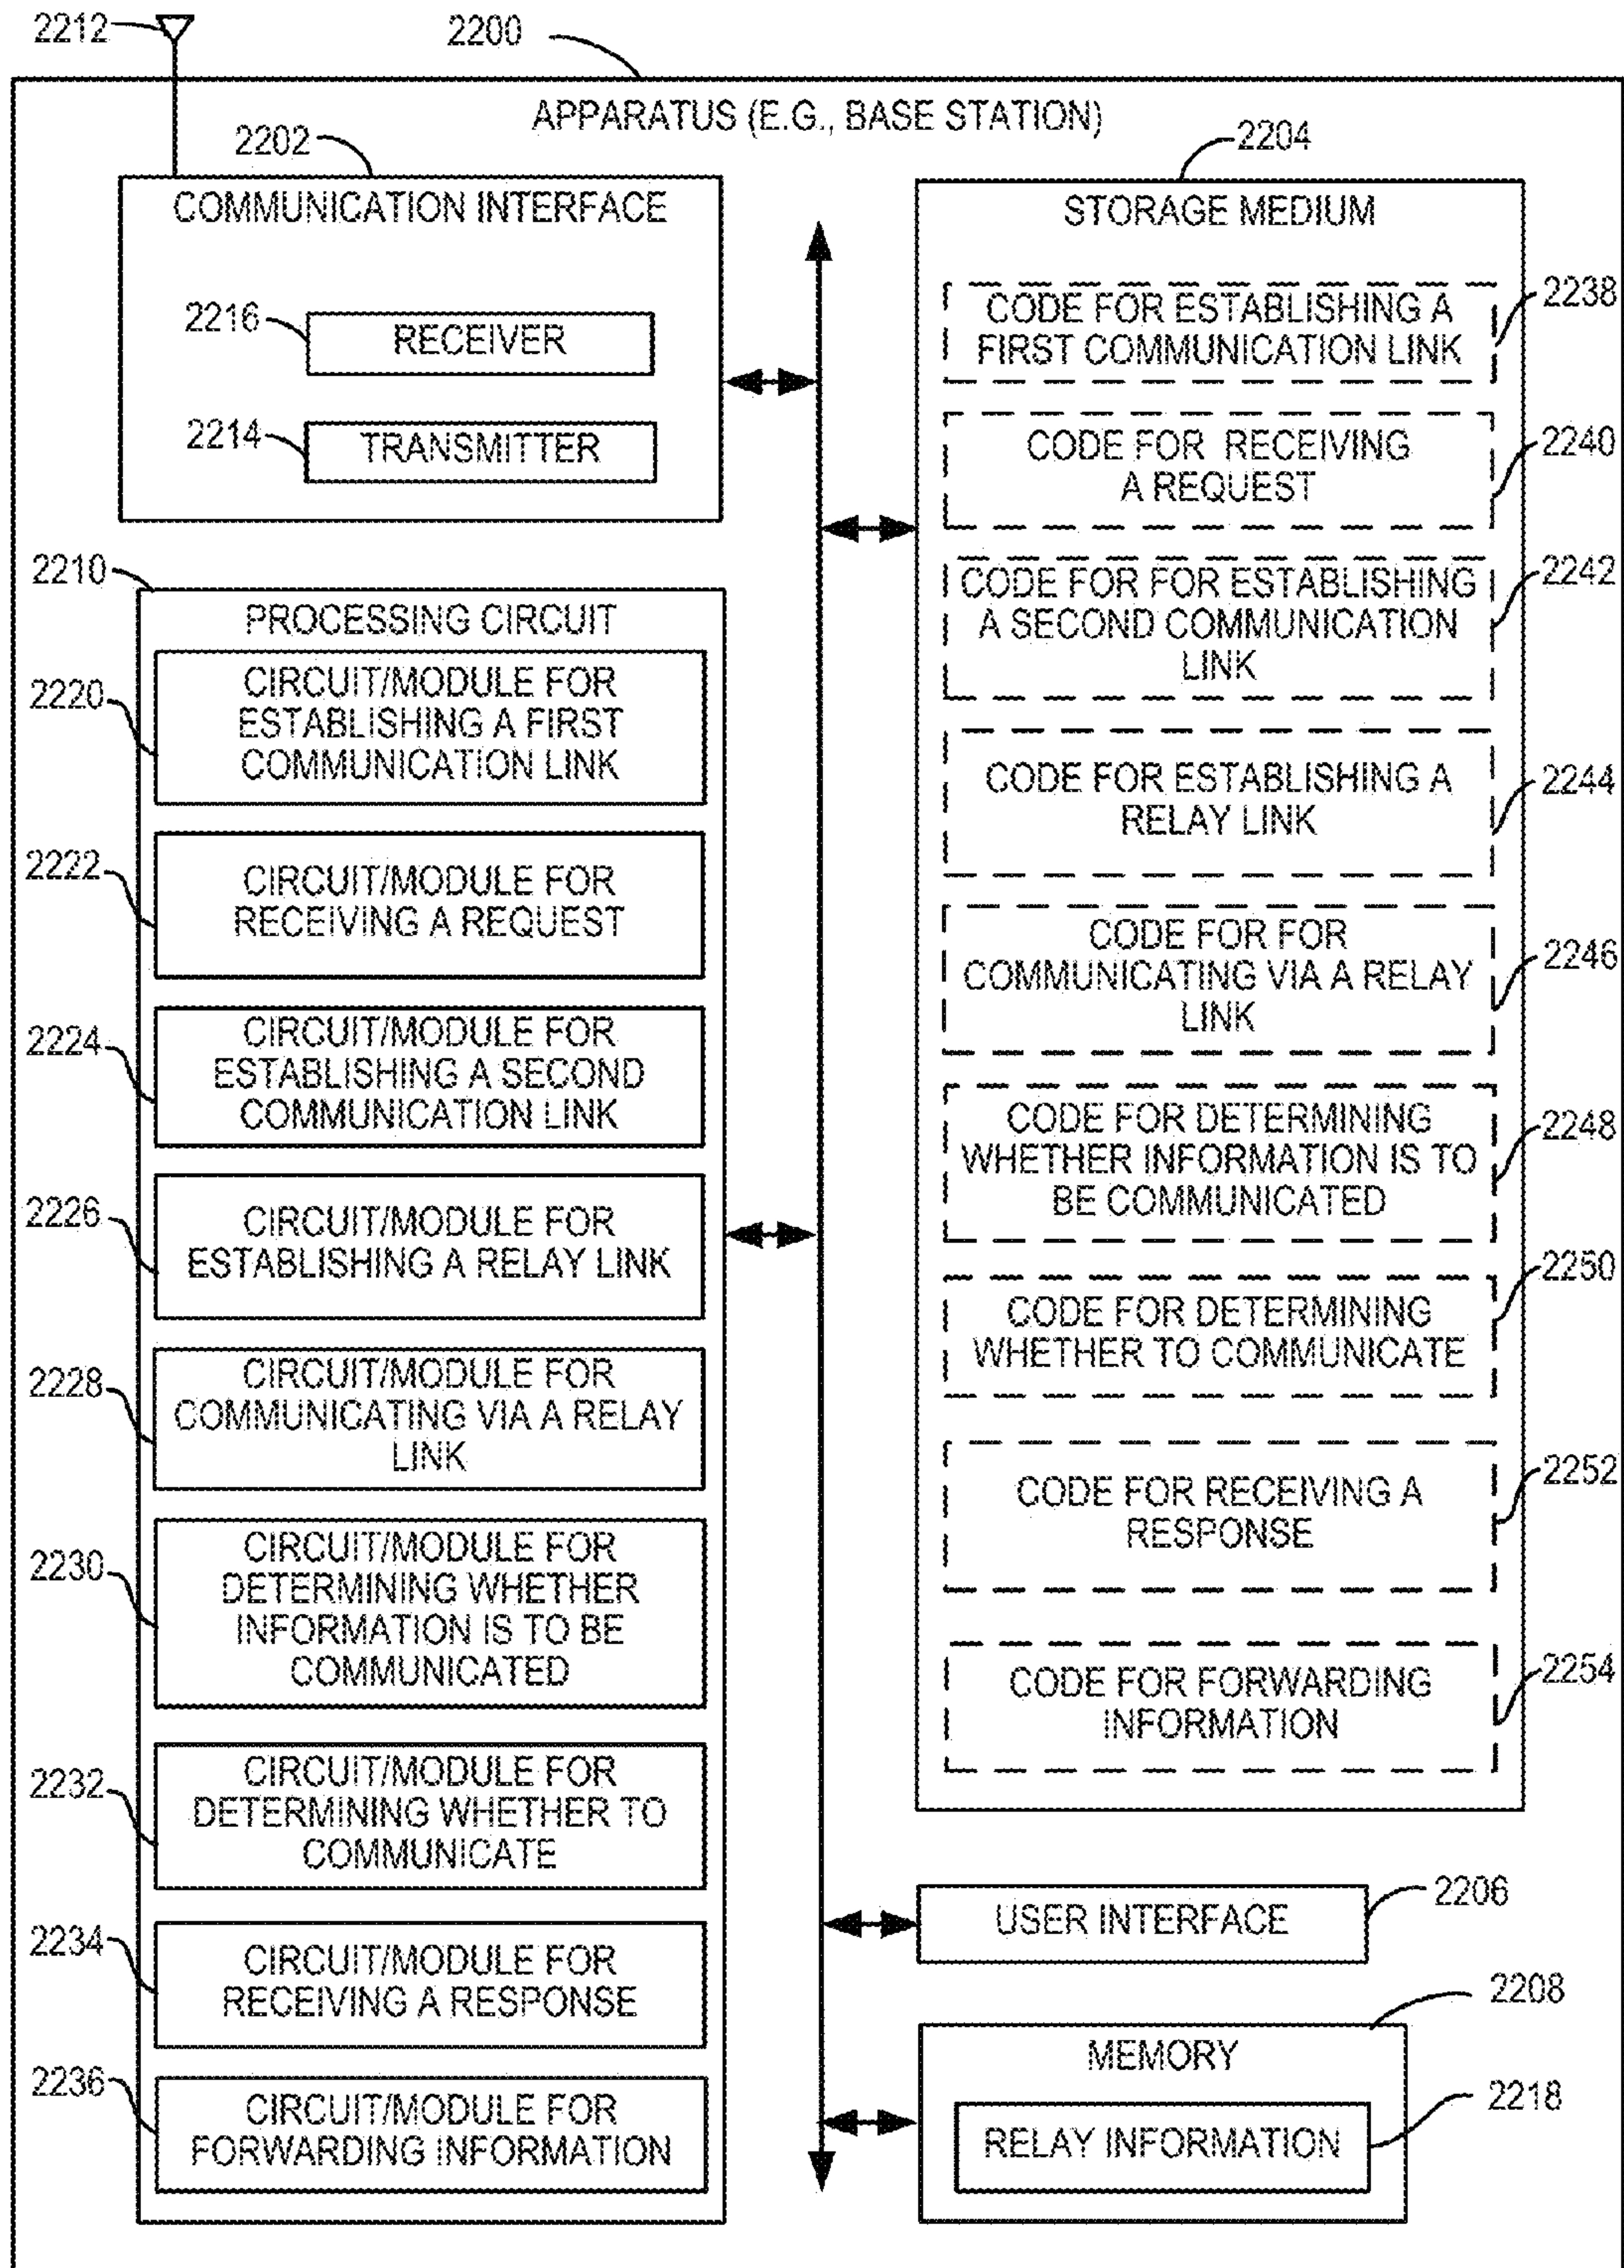 2212
2200
APPARATUS (E.G., BASE STATION)
2202
COMMUNICATION INTERFACE
2216
RECEIVER
2214
TRANSMITTER
2210
PROCESSING CIRCUIT
2220
CIRCUIT/MODULE FOR
ESTABLISHING A FIRST
COMMUNICATION LINK
2222
CIRCUIT/MODULE FOR
RECEIVING A REQUEST
2224
CIRCUIT/MODULE FOR
ESTABLISHING A SECOND
COMMUNICATION LINK
2226
CIRCUIT/MODULE FOR
ESTABLISHING A RELAY LINK
2228
CIRCUIT/MODULE FOR
COMMUNICATING VIA A RELAY
LINK
2230
CIRCUIT/MODULE FOR
DETERMINING WHETHER
INFORMATION IS TO BE
COMMUNICATED
2232
CIRCUIT/MODULE FOR
DETERMINING WHETHER TO
COMMUNICATE
2234
CIRCUIT/MODULE FOR
RECEIVING A RESPONSE
2236
CIRCUIT/MODULE FOR
FORWARDING INFORMATION
2204
STORAGE MEDIUM
CODE FOR ESTABLISHING A
FIRST COMMUNICATION LINK
2238
CODE FOR RECEIVING
A REQUEST
2240
CODE FOR FOR ESTABLISHING
A SECOND COMMUNICATION
LINK
2242
CODE FOR ESTABLISHING A
RELAY LINK
2244
CODE FOR FOR
COMMUNICATING VIA A RELAY
LINK
2246
CODE FOR DETERMINING
WHETHER INFORMATION IS TO
BE COMMUNICATED
2248
CODE FOR DETERMINING
WHETHER TO COMMUNICATE
2250
CODE FOR RECEIVING A
RESPONSE
2252
CODE FOR FORWARDING
INFORMATION
2254
USER INTERFACE
2206
2208
MEMORY
RELAY INFORMATION
2218